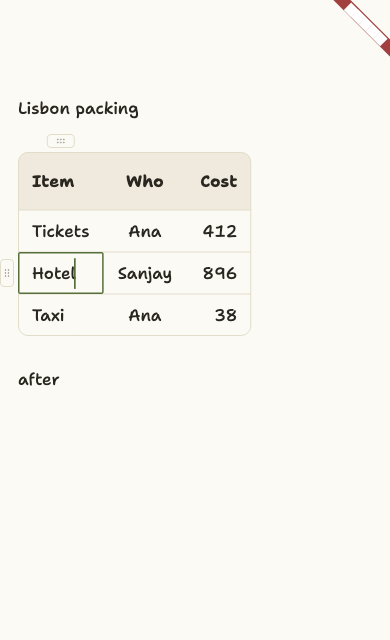 Lisbon packing
Item Who Cost
Tickets Ana 412
Hotel Sanjay 896
Taxi Ana 38
after